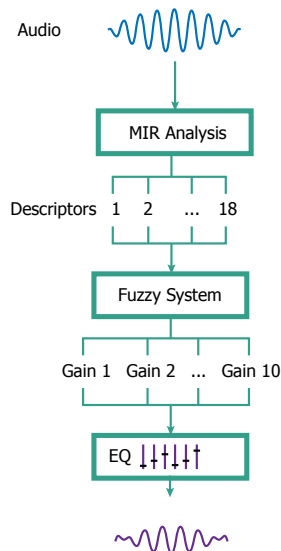 Audio
MIR Analysis
Descriptors 1 2 ... 18
Fuzzy System
Gain 1 Gain 2 ... Gain 10
EQ